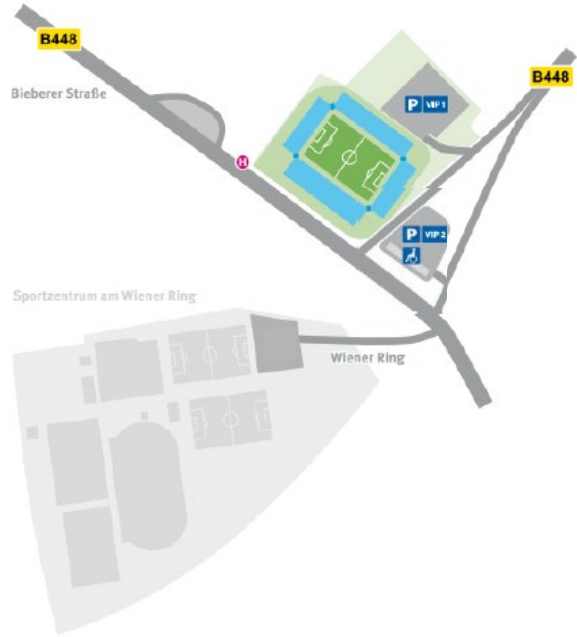 B448
B448
Bieberer Straße
P VIP 1
H
P VIP 2
Sportzentrum am Wiener Ring
Wiener Ring